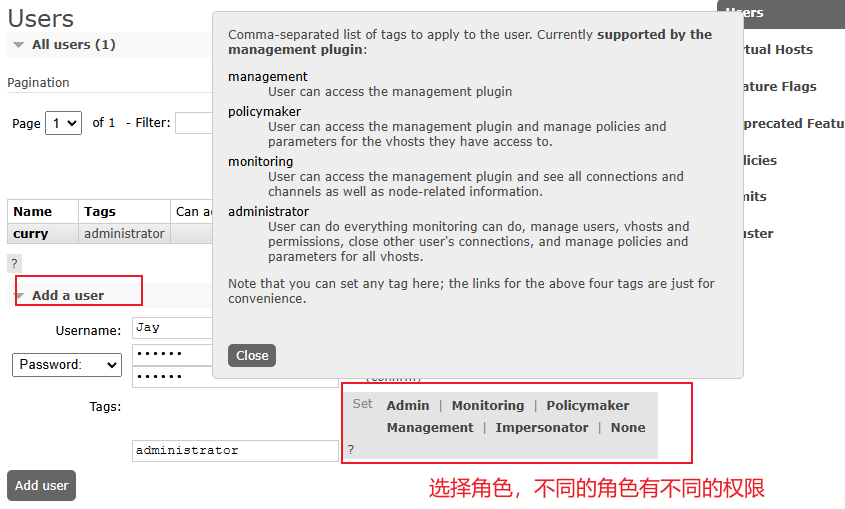 Users
All users (1)
Pagination
Page 1 of 1 - Filter:
Name Tags Can ac
curry administrator
?
Add a user
Username: Jay
Password: ••••••
••••••
Tags:
administrator
Set Admin | Monitoring | Policymaker
Management | Impersonator | None
?
Add user
选择角色，不同的角色有不同的权限
Comma-separated list of tags to apply to the user. Currently supported by the
management plugin:
management
User can access the management plugin
policymaker
User can access the management plugin and manage policies and
parameters for the vhosts they have access to.
monitoring
User can access the management plugin and see all connections and
channels as well as node-related information.
administrator
User can do everything monitoring can do, manage users, vhosts and
permissions, close other user's connections, and manage policies and
parameters for all vhosts.
Note that you can set any tag here; the links for the above four tags are just for
convenience.
Close
Users
rtual Hosts
ature Flags
precated Featu
licies
mits
uster